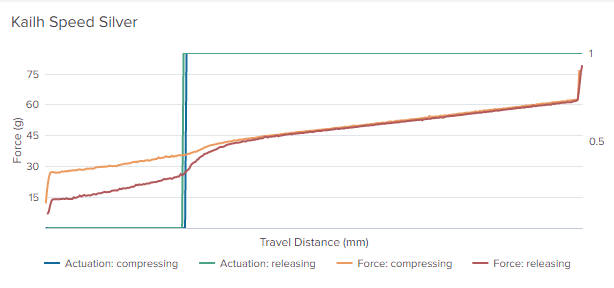 Kailh Speed Silver
1
75
60
45
0.5
30
15
Force (g)
Travel Distance (mm)
Actuation: compressing
Actuation: releasing
Force: compressing
Force: releasing